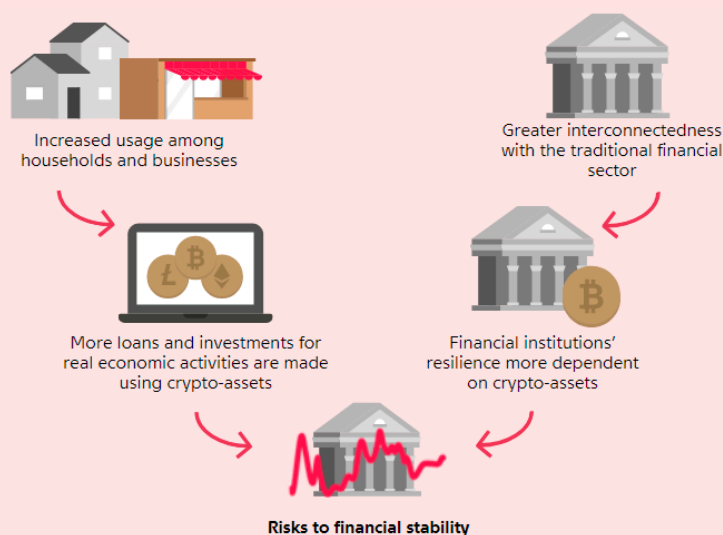 Increased usage among
households and businesses
Greater interconnectedness
with the traditional financial
sector
More loans and investments for
real economic activities are made
using crypto-assets
Financial institutions’
resilience more dependent
on crypto-assets
Risks to financial stability